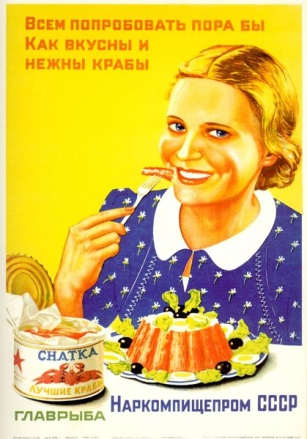 Всем попробовать пора бы
Как вкусны и
нежны крабы
СНАТКА
ЛУЧШИЕ КРАБЫ
ГЛАВРЫБА
Наркомпищепром СССР